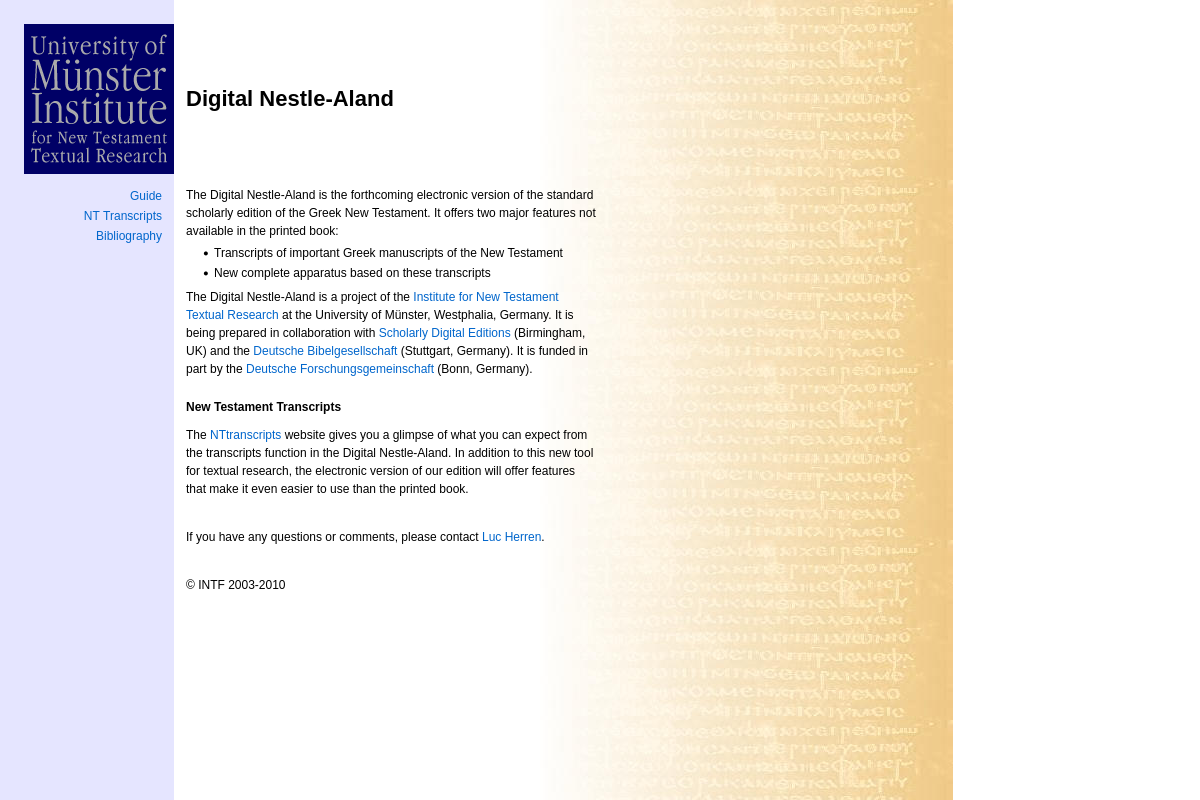 University of
Münster
Institute
for New Testament
Textual Research
Guide
NT Transcripts
Bibliography
Digital Nestle-Aland
The Digital Nestle-Aland is the forthcoming electronic version of the standard
scholarly edition of the Greek New Testament. It offers two major features not
available in the printed book:
• Transcripts of important Greek manuscripts of the New Testament
• New complete apparatus based on these transcripts
The Digital Nestle-Aland is a project of the Institute for New Testament
Textual Research at the University of Münster, Westphalia, Germany. It is
being prepared in collaboration with Scholarly Digital Editions (Birmingham,
UK) and the Deutsche Bibelgesellschaft (Stuttgart, Germany). It is funded in
part by the Deutsche Forschungsgemeinschaft (Bonn, Germany).
New Testament Transcripts
The NTtranscripts website gives you a glimpse of what you can expect from
the transcripts function in the Digital Nestle-Aland. In addition to this new tool
for textual research, the electronic version of our edition will offer features
that make it even easier to use than the printed book.
If you have any questions or comments, please contact Luc Herren.
© INTF 2003-2010